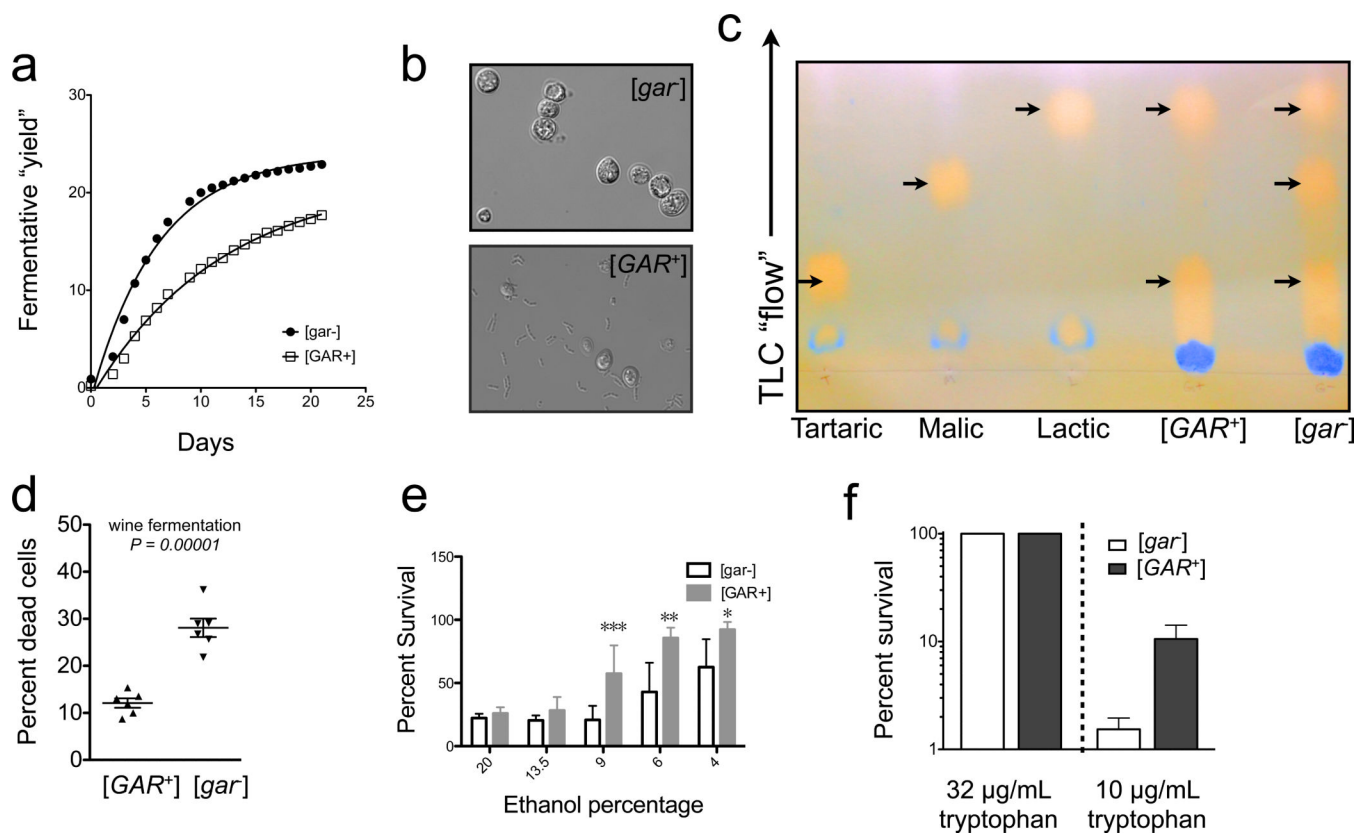 a
Fermentative “yield”
30
20
10
0
0 5 10 15 20 25
Days
[gar-]
[GAR+]
b
[gar-]
[GAR+]
c
TLC “flow”
Tartaric Malic Lactic [GAR+] [gar-]
d
Percent dead cells
wine fermentation
P = 0.00001
50
40
30
20
10
0
[GAR+] [gar-]
e
Percent Survival
150
100
50
0
[gar-]
[GAR+]
*** ** *
20 13.5 9 6 4
Ethanol percentage
f
Percent survival
100
10
1
[gar-]
[GAR+]
32 µg/mL 10 µg/mL
tryptophan tryptophan